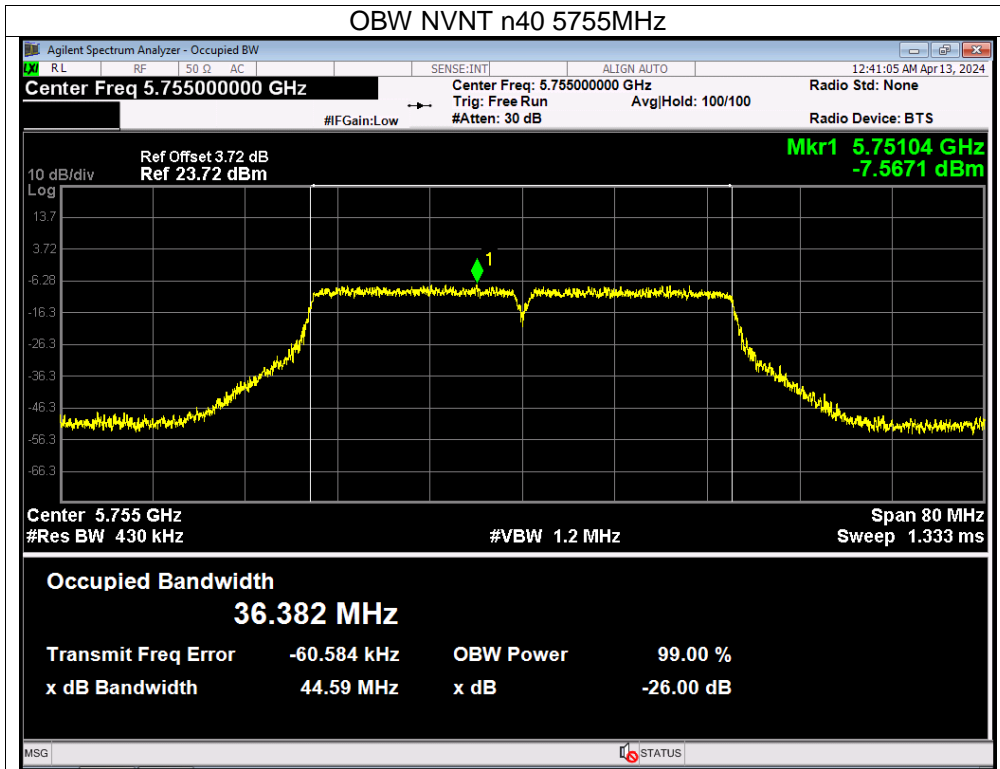 OBW NVNT n40 5755MHz
Agilent Spectrum Analyzer - Occupied BW
LXI RL RF 50 Ω AC SENSE:INT ALIGN AUTO 12:41:05 AM Apr 13, 2024
Center Freq 5.755000000 GHz Center Freq: 5.755000000 GHz Radio Std: None
Trig: Free Run Avg|Hold: 100/100
#IFGain:Low #Atten: 30 dB Radio Device: BTS
Mkr1 5.75104 GHz
-7.5671 dBm
Ref Offset 3.72 dB
10 dB/div Ref 23.72 dBm
Log
13.7
3.72
1
-6.28
-16.3
-26.3
-36.3
-46.3
-56.3
-66.3
Center 5.755 GHz Span 80 MHz
#Res BW 430 kHz #VBW 1.2 MHz Sweep 1.333 ms
Occupied Bandwidth
36.382 MHz
Transmit Freq Error -60.584 kHz OBW Power 99.00 %
x dB Bandwidth 44.59 MHz x dB -26.00 dB
MSG STATUS